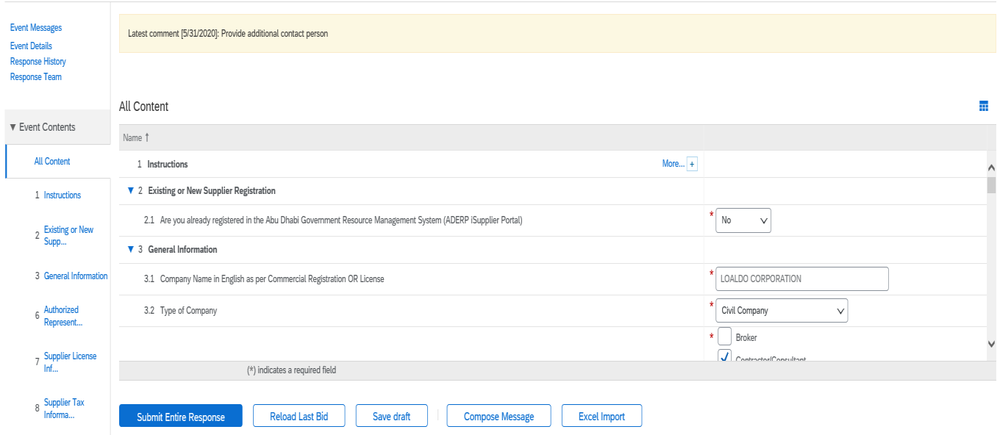 Event Messages
Event Details
Response History
Response Team
▼ Event Contents
All Content
1 Instructions
2 Existing or New
Supp...
3 General Information
6 Authorized
Represent...
7 Supplier License
Inf...
8 Supplier Tax
Informa...
Latest comment [5/31/2020]: Provide additional contact person
All Content
Name ↑
1 Instructions More... +
▼ 2 Existing or New Supplier Registration
2.1 Are you already registered in the Abu Dhabi Government Resource Management System (ADERP iSupplier Portal) * No
▼ 3 General Information
3.1 Company Name in English as per Commercial Registration OR License * LOALDO CORPORATION
3.2 Type of Company * Civil Company
* Broker
Contractor/Consultant
(*) indicates a required field
Submit Entire Response Reload Last Bid Save draft Compose Message Excel Import